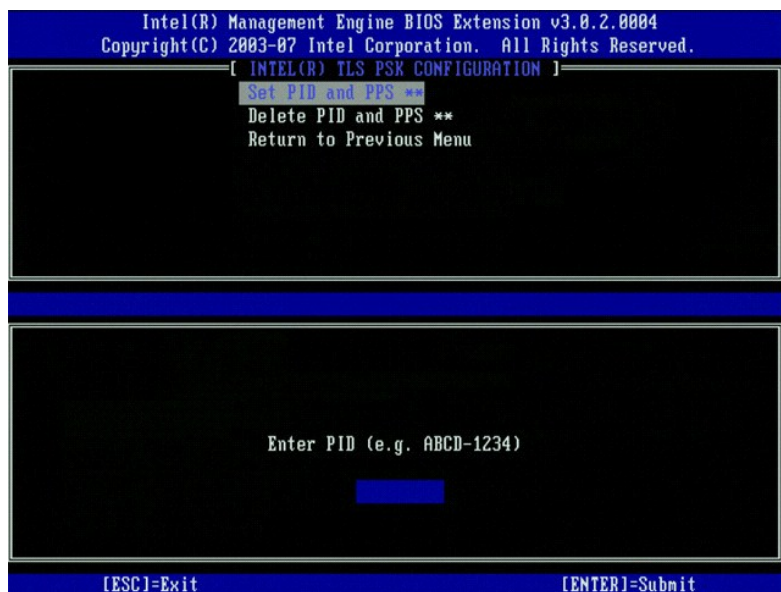 Intel(R) Management Engine BIOS Extension v3.0.2.0004
Copyright(C) 2003-07 Intel Corporation. All Rights Reserved.
[ INTEL(R) TLS PSK CONFIGURATION ]
Set PID and PPS **
Delete PID and PPS **
Return to Previous Menu
Enter PID (e.g. ABCD-1234)
[ESC]=Exit [ENTER]=Submit